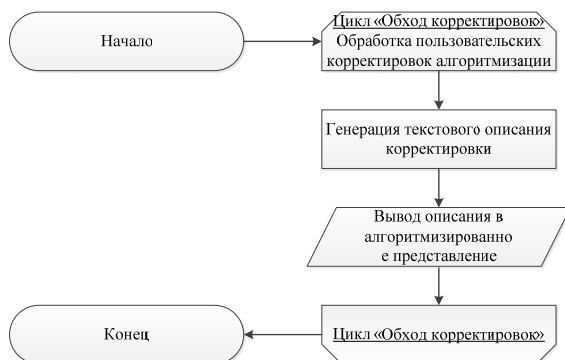 Начало
Цикл «Обход корректировок»
Обработка пользовательских
корректировок алгоритмизации
Генерация текстового описания
корректировки
Вывод описания в
алгоритмизированно
е представление
Цикл «Обход корректировок»
Конец